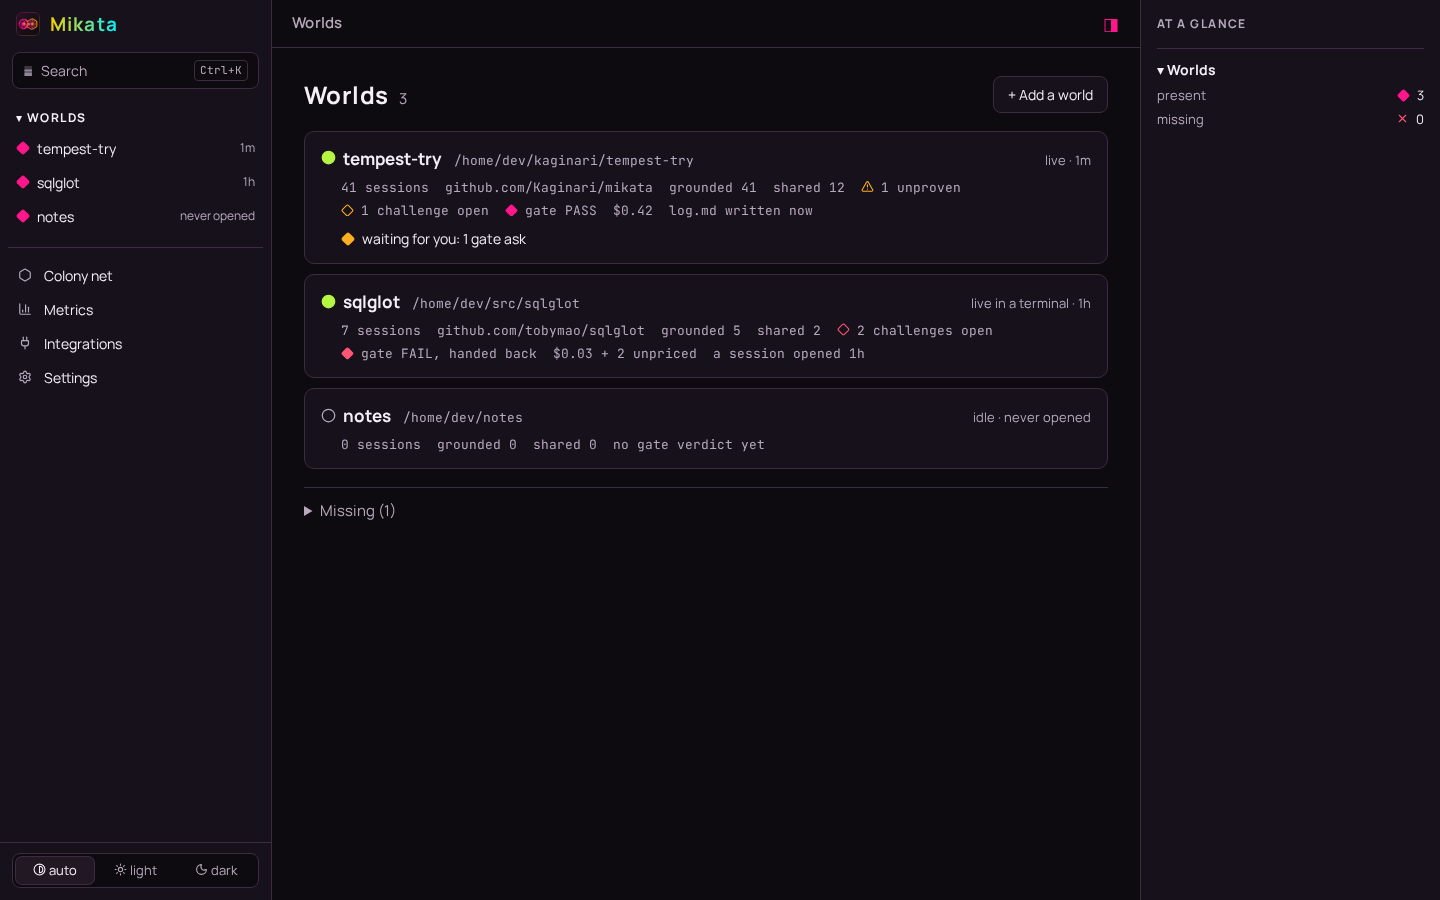 Mikata
Search Ctrl+K
▾ WORLDS
tempest-try 1m
sqlglot 1h
notes never opened
Colony net
Metrics
Integrations
Settings
auto light dark
Worlds
Worlds 3
+ Add a world
tempest-try /home/dev/kaginari/tempest-try live · 1m
41 sessions github.com/Kaginari/mikata grounded 41 shared 12 1 unproven
1 challenge open gate PASS $0.42 log.md written now
waiting for you: 1 gate ask
sqlglot /home/dev/src/sqlglot live in a terminal · 1h
7 sessions github.com/tobymao/sqlglot grounded 5 shared 2 2 challenges open
gate FAIL, handed back $0.03 + 2 unpriced a session opened 1h
notes /home/dev/notes idle · never opened
0 sessions grounded 0 shared 0 no gate verdict yet
▶ Missing (1)
AT A GLANCE
▾ Worlds
present 3
missing × 0